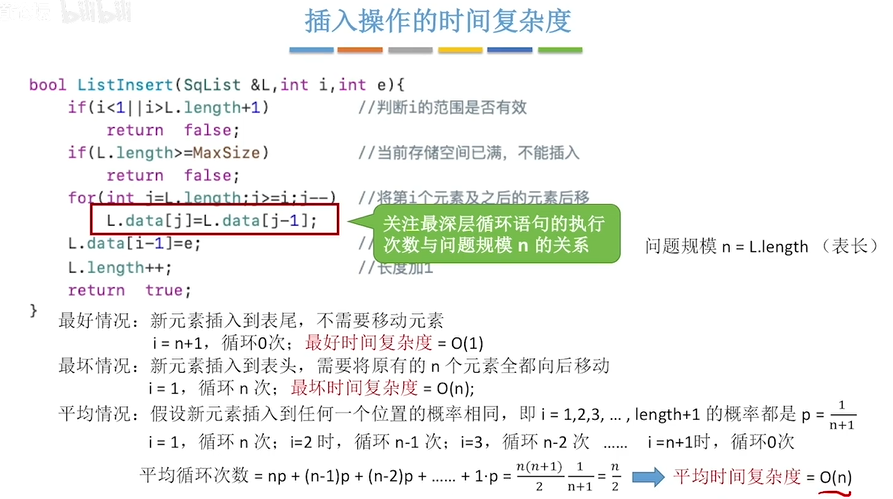 bilibili
插入操作的时间复杂度
bool ListInsert(SqList &L,int i,int e){
if(i<1||i>L.length+1) //判断i的范围是否有效
return false;
if(L.length>=MaxSize) //当前存储空间已满，不能插入
return false;
for(int j=L.length;j>=i;j--) //将第i个元素及之后的元素后移
L.data[j]=L.data[j-1];
关注最深层循环语句的执行
次数与问题规模 n 的关系
L.data[i-1]=e; //
问题规模 n = L.length （表长）
L.length++; //长度加1
return true;
}
最好情况：新元素插入到表尾，不需要移动元素
i = n+1，循环0次；最好时间复杂度 = O(1)
最坏情况：新元素插入到表头，需要将原有的 n 个元素全都向后移动
i = 1，循环 n 次；最坏时间复杂度 = O(n);
平均情况：假设新元素插入到任何一个位置的概率相同，即 i = 1,2,3, … , length+1 的概率都是 p = 1/(n+1)
i = 1，循环 n 次；i=2 时，循环 n-1 次；i=3，循环 n-2 次 …… i =n+1时，循环0次
平均循环次数 = np + (n-1)p + (n-2)p + …… + 1·p = n(n+1)/2 1/(n+1) = n/2 平均时间复杂度 = O(n)